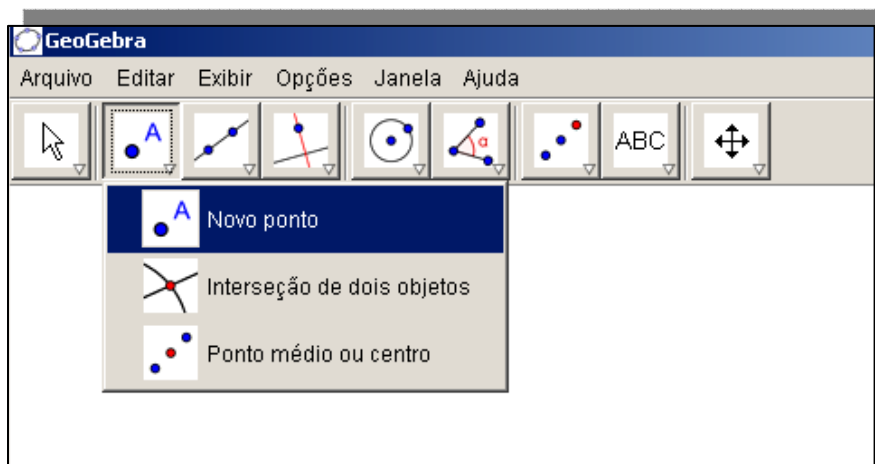 GeoGebra
Arquivo Editar Exibir Opções Janela Ajuda
A α ABC
A Novo ponto
Interseção de dois objetos
Ponto médio ou centro